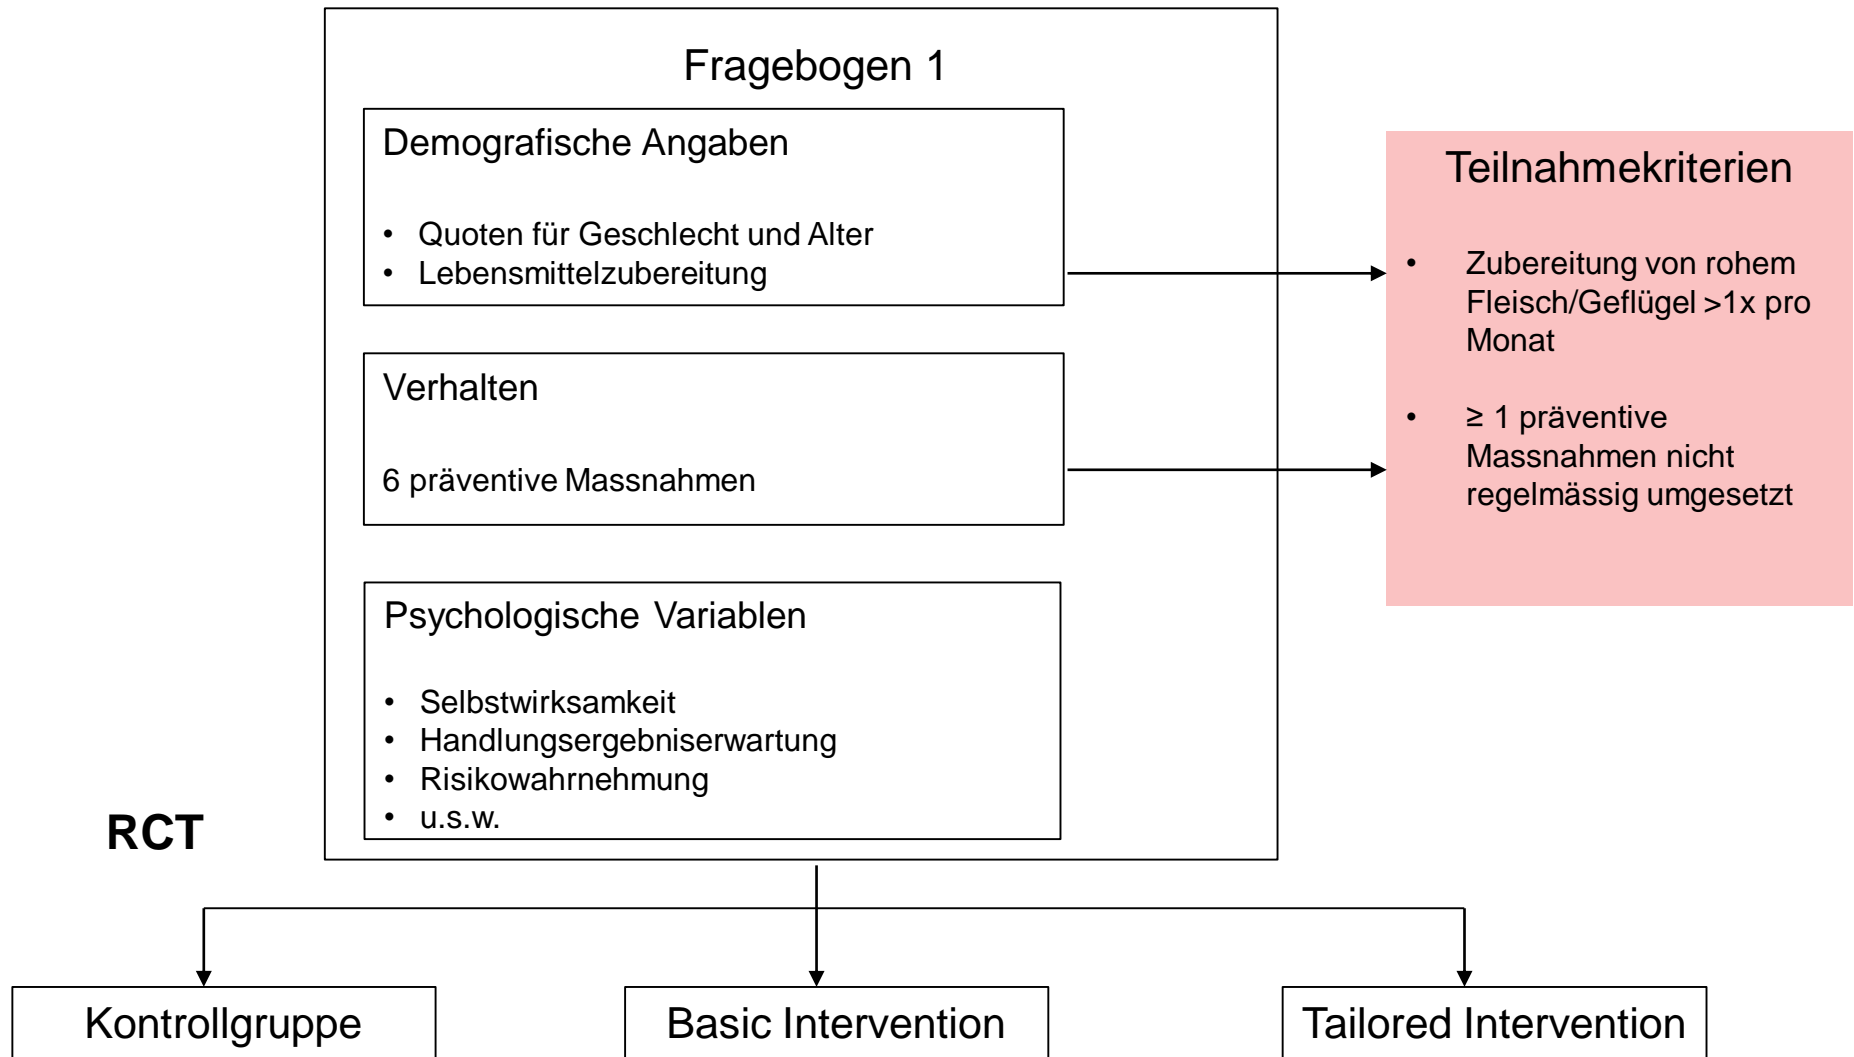 Fragebogen 1
Demografische Angaben
• Quoten für Geschlecht und Alter
• Lebensmittelzubereitung
Verhalten
6 präventive Massnahmen
Psychologische Variablen
• Selbstwirksamkeit
• Handlungsergebniserwartung
• Risikowahrnehmung
• u.s.w.
Teilnahmekriterien
• Zubereitung von rohem
Fleisch/Geflügel >1x pro
Monat
• ≥ 1 präventive
Massnahmen nicht
regelmässig umgesetzt
RCT
Kontrollgruppe
Basic Intervention
Tailored Intervention